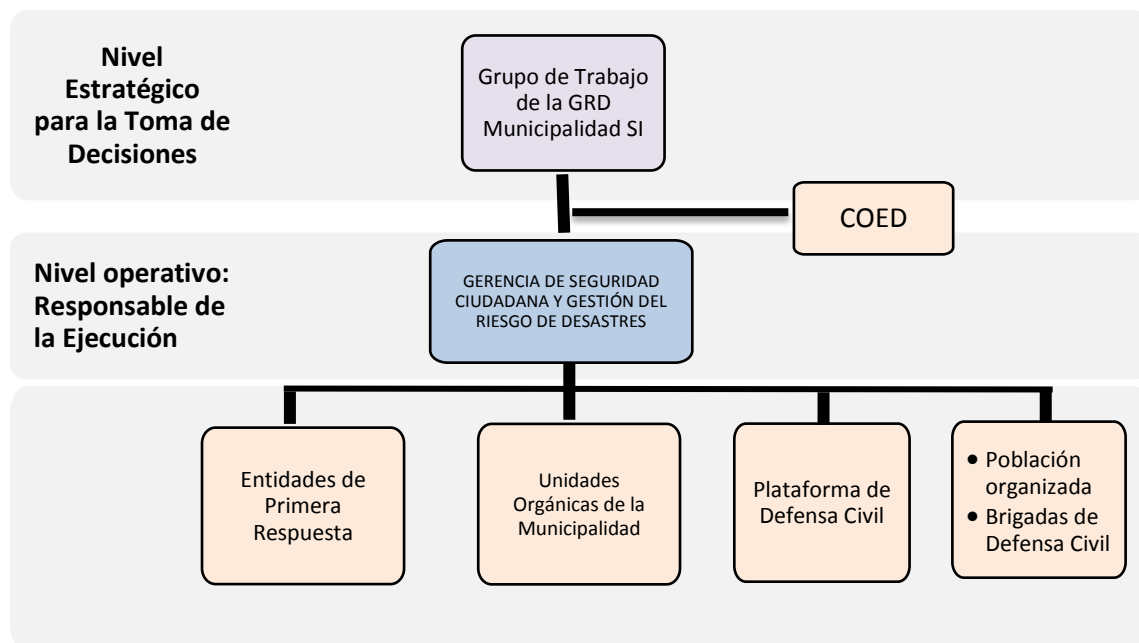 Nivel
Estratégico
para la Toma de
Decisiones
Grupo de Trabajo
de la GRD
Municipalidad SI
COED
Nivel operativo:
Responsable de
la Ejecución
GERENCIA DE SEGURIDAD
CIUDADANA Y GESTIÓN DEL
RIESGO DE DESASTRES
Entidades de
Primera
Respuesta
Unidades
Orgánicas de la
Municipalidad
Plataforma de
Defensa Civil
• Población
organizada
• Brigadas de
Defensa Civil